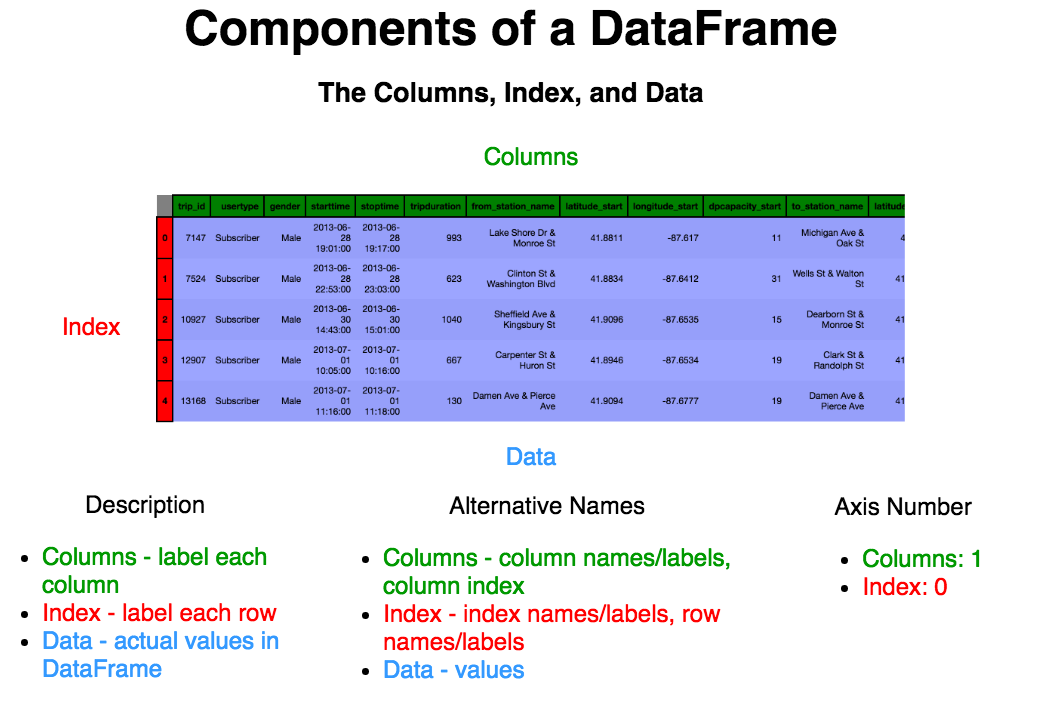 Components of a DataFrame
The Columns, Index, and Data
Columns
trip_id usertype gender starttime stoptime tripduration from_station_name latitude_start longitude_start dpcapacity_start to_station_name latitude
0 7147 Subscriber Male 2013-06-28 19:01:00 2013-06-28 19:17:00 993 Lake Shore Dr & Monroe St 41.8811 -87.617 11 Michigan Ave & Oak St 4
1 7524 Subscriber Male 2013-06-28 22:53:00 2013-06-28 23:03:00 623 Clinton St & Washington Blvd 41.8834 -87.6412 31 Wells St & Walton St 41
2 10927 Subscriber Male 2013-06-30 14:43:00 2013-06-30 15:01:00 1040 Sheffield Ave & Kingsbury St 41.9096 -87.6535 15 Dearborn St & Monroe St 41
3 12907 Subscriber Male 2013-07-01 10:05:00 2013-07-01 10:16:00 667 Carpenter St & Huron St 41.8946 -87.6534 19 Clark St & Randolph St 41
4 13168 Subscriber Male 2013-07-01 11:16:00 2013-07-01 11:18:00 130 Damen Ave & Pierce Ave 41.9094 -87.6777 19 Damen Ave & Pierce Ave 41
Index
Data
Description
• Columns - label each
column
• Index - label each row
• Data - actual values in
DataFrame
Alternative Names
• Columns - column names/labels,
column index
• Index - index names/labels, row
names/labels
• Data - values
Axis Number
• Columns: 1
• Index: 0